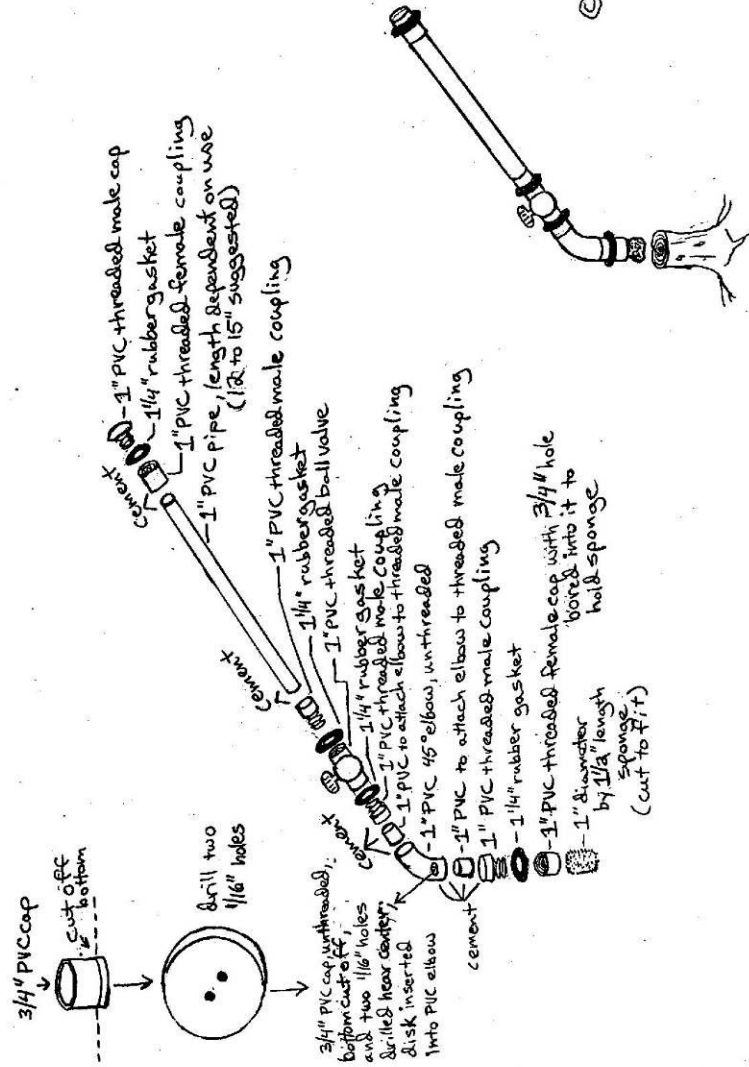 3/4" PVC cap
cut off
bottom
drill two
1/16" holes
3/4" PVC cap, unthreaded,
bottom cut off,
and two 1/16" holes
drilled near center,
disk inserted
into PVC elbow
cement
1" PVC threaded male cap
1 1/4" rubber gasket
1" PVC threaded female coupling
1" PVC pipe, length dependent on use
(12 to 15" suggested)
cement
1" PVC threaded male coupling
1 1/4" rubber gasket
1" PVC threaded ball valve
1 1/4" rubber gasket
1" PVC threaded male coupling
cement
1" PVC to attach elbow to threaded male coupling
1" PVC 45° elbow, unthreaded
1" PVC to attach elbow to threaded male coupling
1" PVC threaded male coupling
cement
1 1/4" rubber gasket
1" PVC threaded female cap with 3/4" hole
bored into it to
hold sponge
1" diameter
by 1 1/2" length
sponge
(cut to fit)